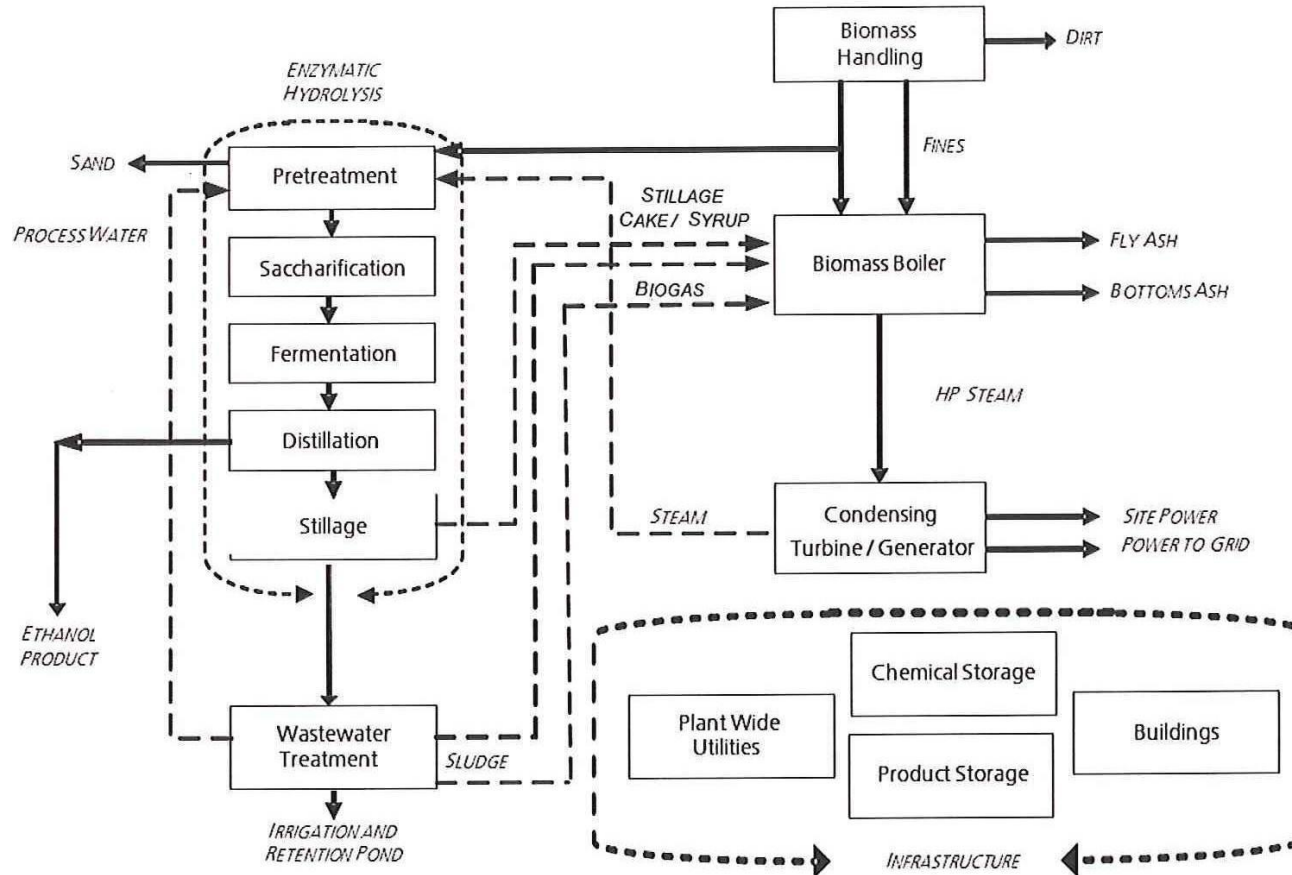 Biomass
Handling
DIRT
ENZYMATIC
HYDROLYSIS
FINES
SAND
Pretreatment
STILLAGE
CAKE / SYRUP
PROCESS WATER
Saccharification
Biomass Boiler
FLY ASH
BIOGAS
BOTTOMS ASH
Fermentation
HP STEAM
Distillation
Stillage
STEAM
Condensing
Turbine / Generator
SITE POWER
POWER TO GRID
ETHANOL
PRODUCT
Chemical Storage
Plant Wide
Utilities
Buildings
Wastewater
Treatment
SLUDGE
Product Storage
IRRIGATION AND
RETENTION POND
INFRASTRUCTURE